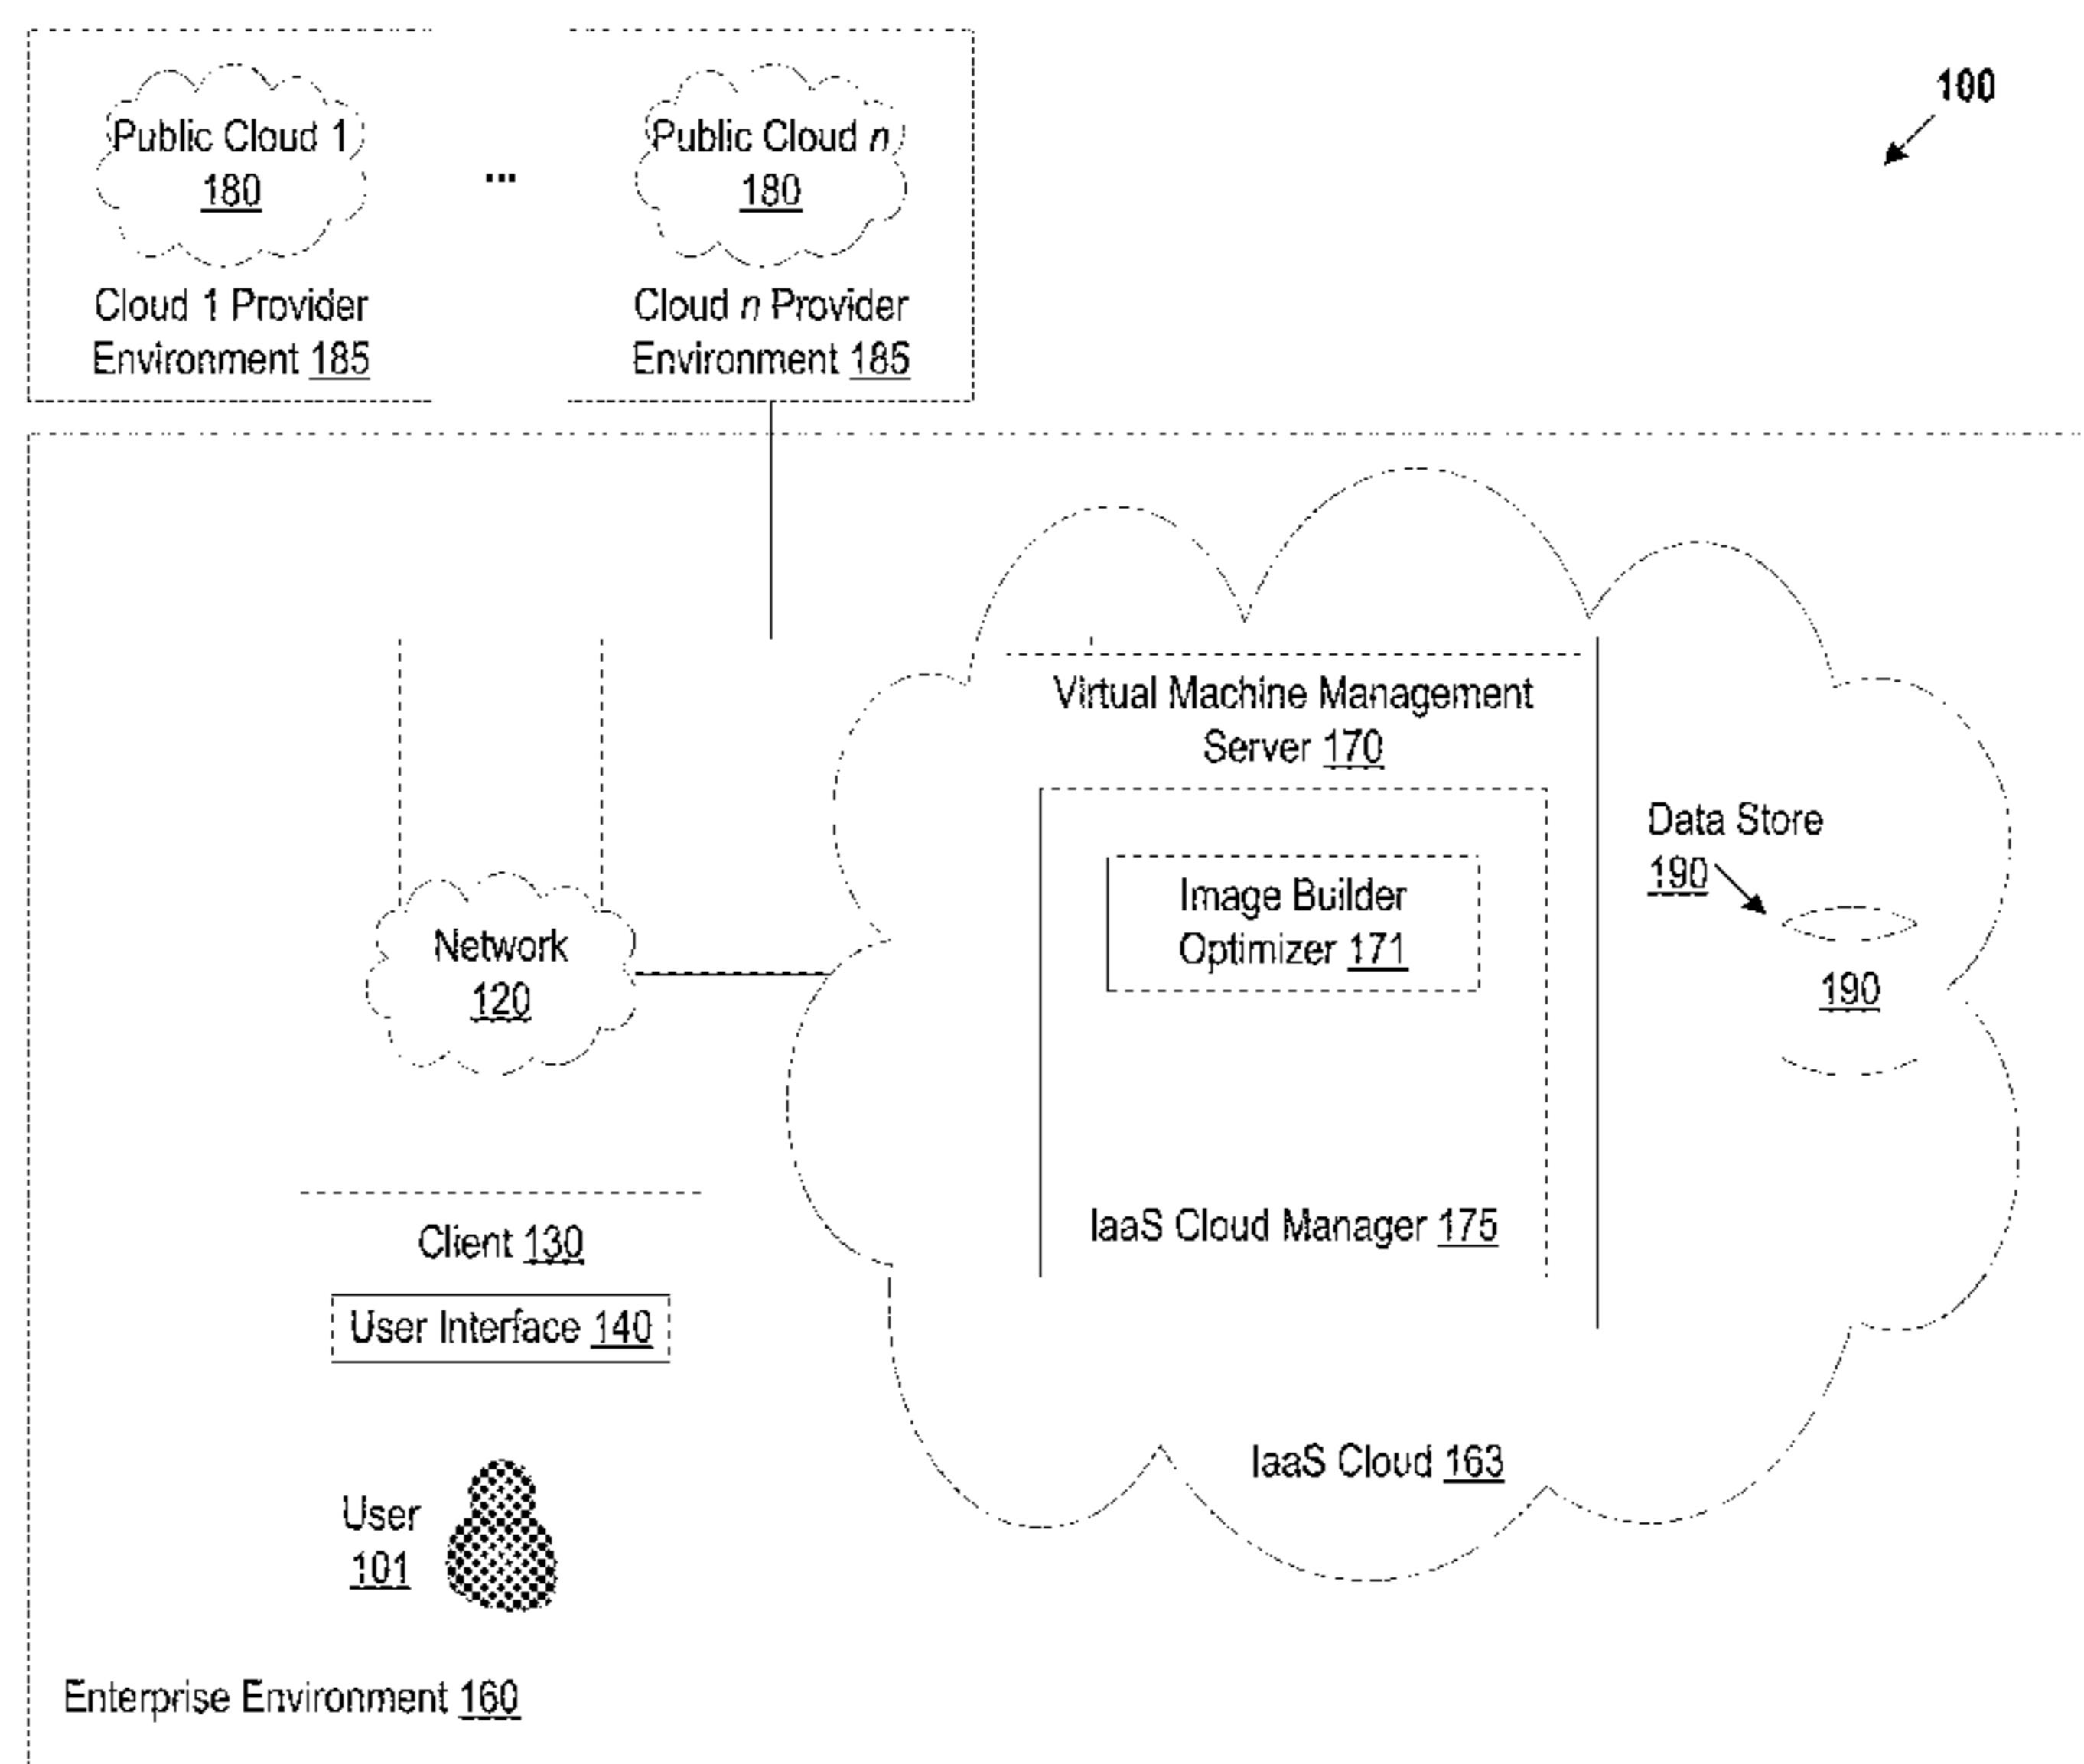 100
Public Cloud 1
180
...
Public Cloud n
180
Cloud 1 Provider
Environment 185
Cloud n Provider
Environment 185
Virtual Machine Management
Server 170
Data Store
190
Image Builder
Optimizer 171
190
Network
120
IaaS Cloud Manager 175
Client 130
User Interface 140
IaaS Cloud 163
User
101
Enterprise Environment 160